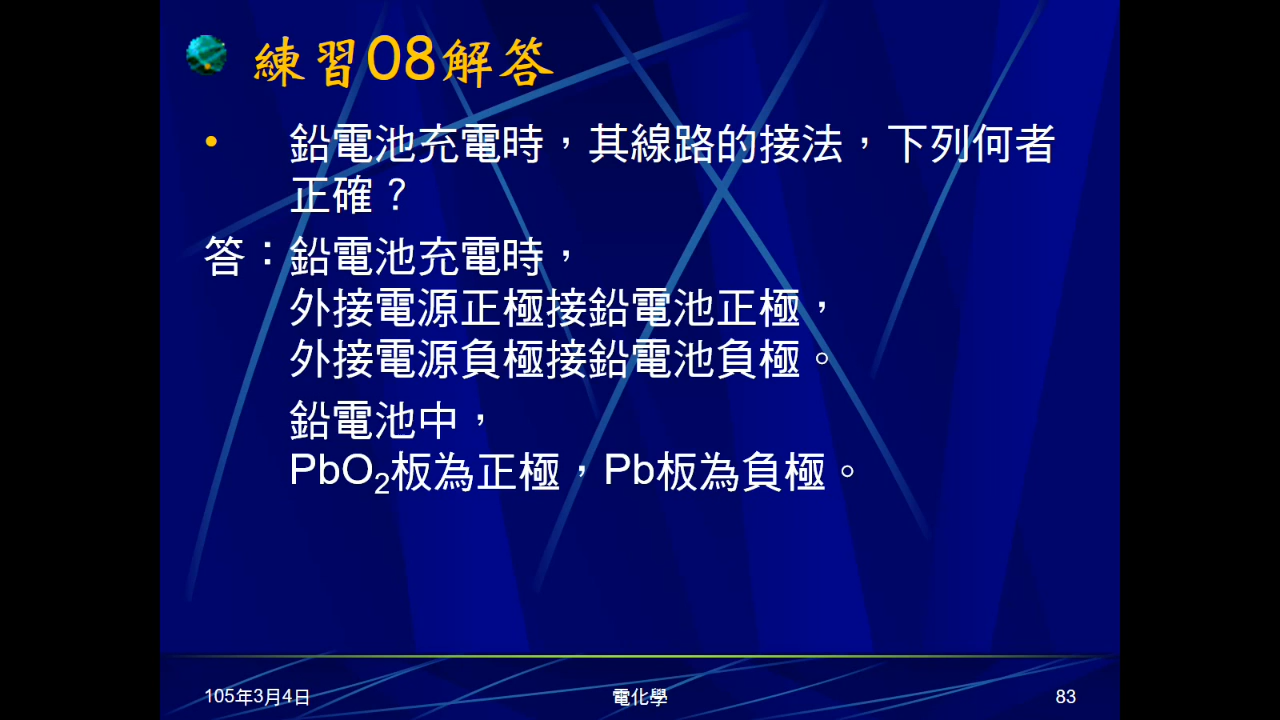 練習08解答
• 鉛電池充電時，其線路的接法，下列何者
正確？
答：鉛電池充電時，
外接電源正極接鉛電池正極，
外接電源負極接鉛電池負極。
鉛電池中，
PbO₂板為正極，Pb板為負極。
105年3月4日 電化學 83